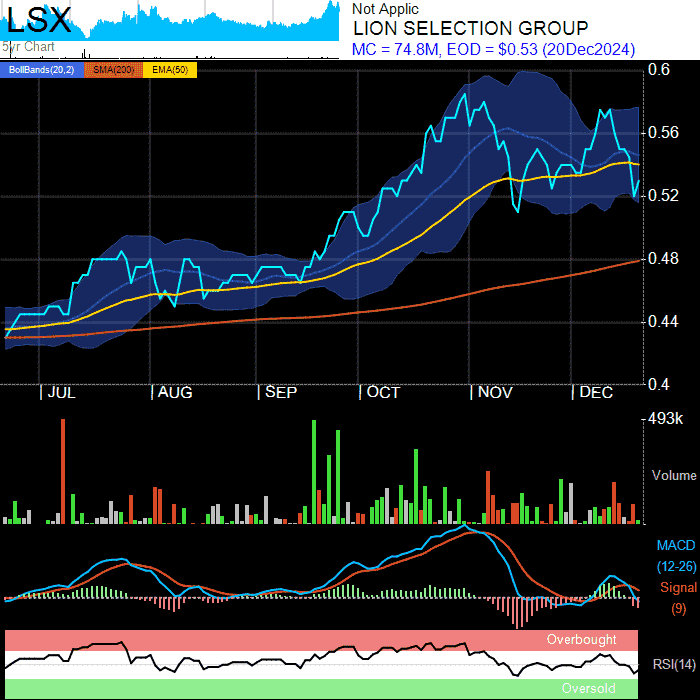 LSX
5yr Chart
Not Applic
LION SELECTION GROUP
MC = 74.8M, EOD = $0.53 (20Dec2024)
BollBands(20,2) SMA(200) EMA(50)
0.6
0.56
0.52
0.48
0.44
0.4
| JUL | AUG | SEP | OCT | NOV | DEC
493k
Volume
MACD
(12-26)
Signal
(9)
Overbought
RSI(14)
Oversold